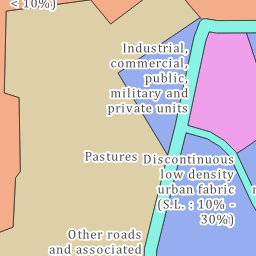 < 10%)
Industrial,
commercial,
public,
military and
private units
Pastures
Discontinuous
low density
urban fabric
(S.L. : 10% -
30%)
Other roads
and associated